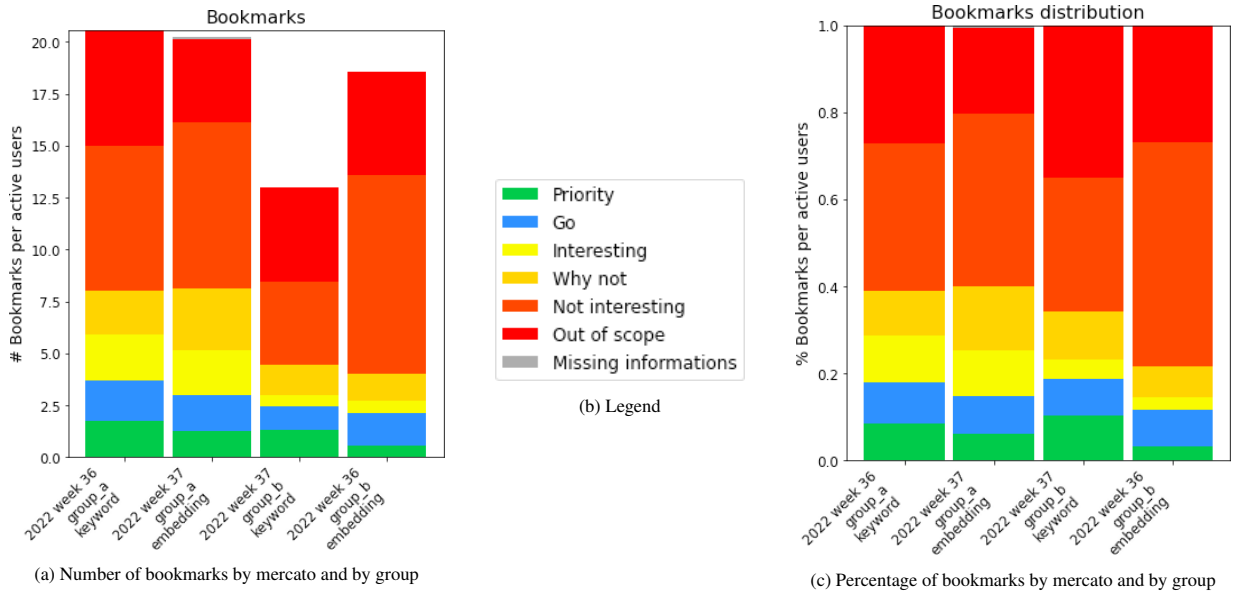 Bookmarks
# Bookmarks per active users
20.0
17.5
15.0
12.5
10.0
7.5
5.0
2.5
0.0
2022 week 36
group_a
keyword
2022 week 37
group_a
embedding
2022 week 37
group_b
keyword
2022 week 36
group_b
embedding
(a) Number of bookmarks by mercato and by group
Priority
Go
Interesting
Why not
Not interesting
Out of scope
Missing informations
(b) Legend
Bookmarks distribution
% Bookmarks per active users
1.0
0.8
0.6
0.4
0.2
0.0
2022 week 36
group_a
keyword
2022 week 37
group_a
embedding
2022 week 37
group_b
keyword
2022 week 36
group_b
embedding
(c) Percentage of bookmarks by mercato and by group